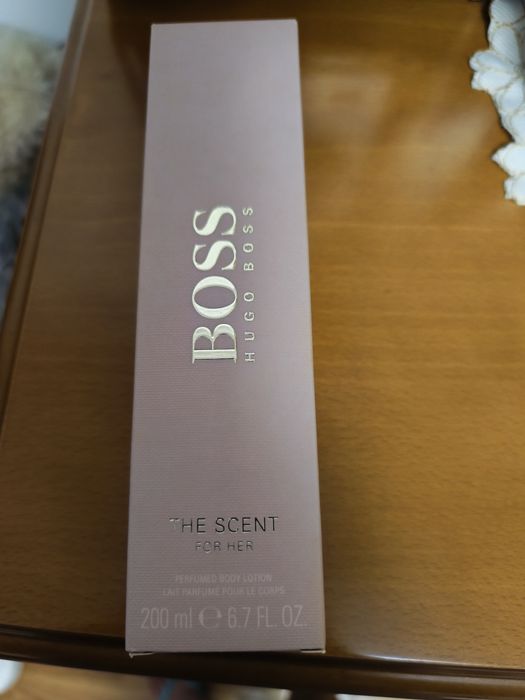 BOSS
HUGO BOSS
THE SCENT
FOR HER
PERFUMED BODY LOTION
LAIT PARFUMÉ POUR LE CORPS
200 ml ℮ 6.7 FL. OZ.